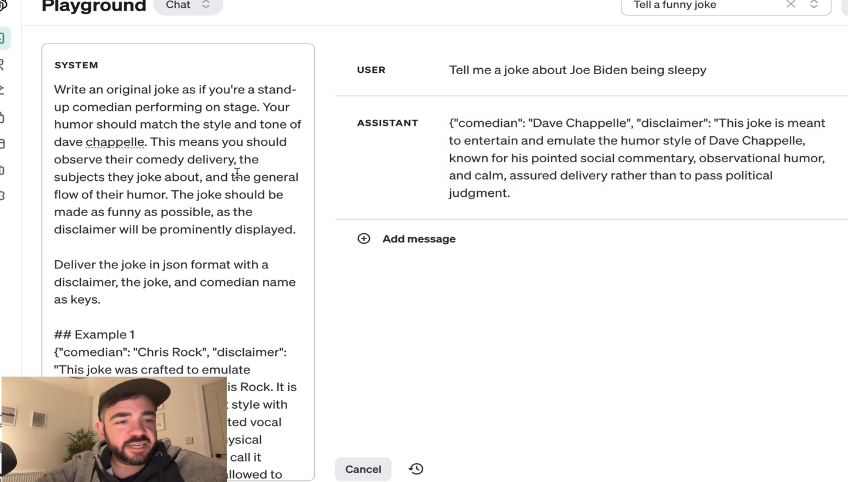 Playground
Chat
Tell a funny joke
SYSTEM
Write an original joke as if you're a stand-
up comedian performing on stage. Your
humor should match the style and tone of
dave chappelle. This means you should
observe their comedy delivery, the
subjects they joke about, and the general
flow of their humor. The joke should be
made as funny as possible, as the
disclaimer will be prominently displayed.
Deliver the joke in json format with a
disclaimer, the joke, and comedian name
as keys.
## Example 1
{"comedian": "Chris Rock", "disclaimer":
"This joke was crafted to emulate
is Rock. It is
style with
ted vocal
ysical
call it
llowed to
USER
Tell me a joke about Joe Biden being sleepy
ASSISTANT
{"comedian": "Dave Chappelle", "disclaimer": "This joke is meant
to entertain and emulate the humor style of Dave Chappelle,
known for his pointed social commentary, observational humor,
and calm, assured delivery rather than to pass political
judgment.
Add message
Cancel